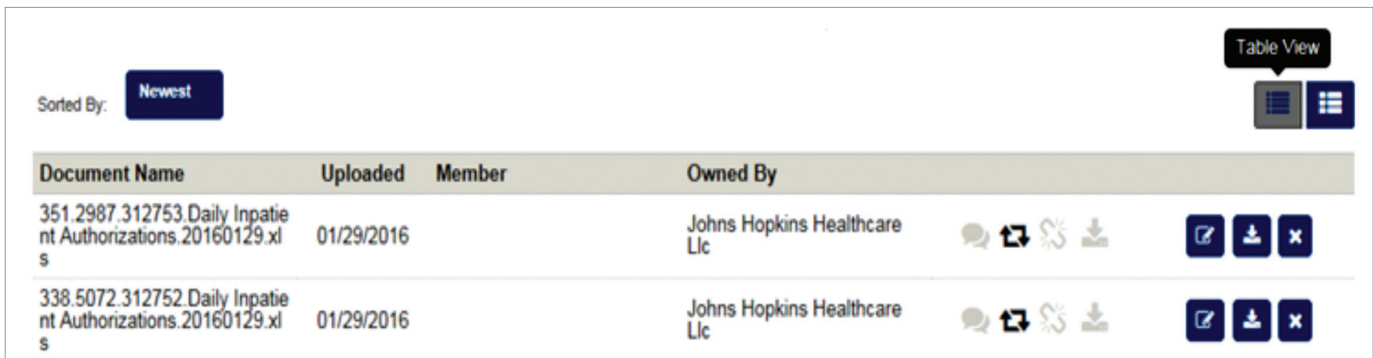 Table View
Sorted By: Newest
Document Name Uploaded Member Owned By
351.2987.312753.Daily Inpatie
nt Authorizations.20160129.xl
s
01/29/2016
Johns Hopkins Healthcare
Llc
338.5072.312752.Daily Inpatie
nt Authorizations.20160129.xl
s
01/29/2016
Johns Hopkins Healthcare
Llc